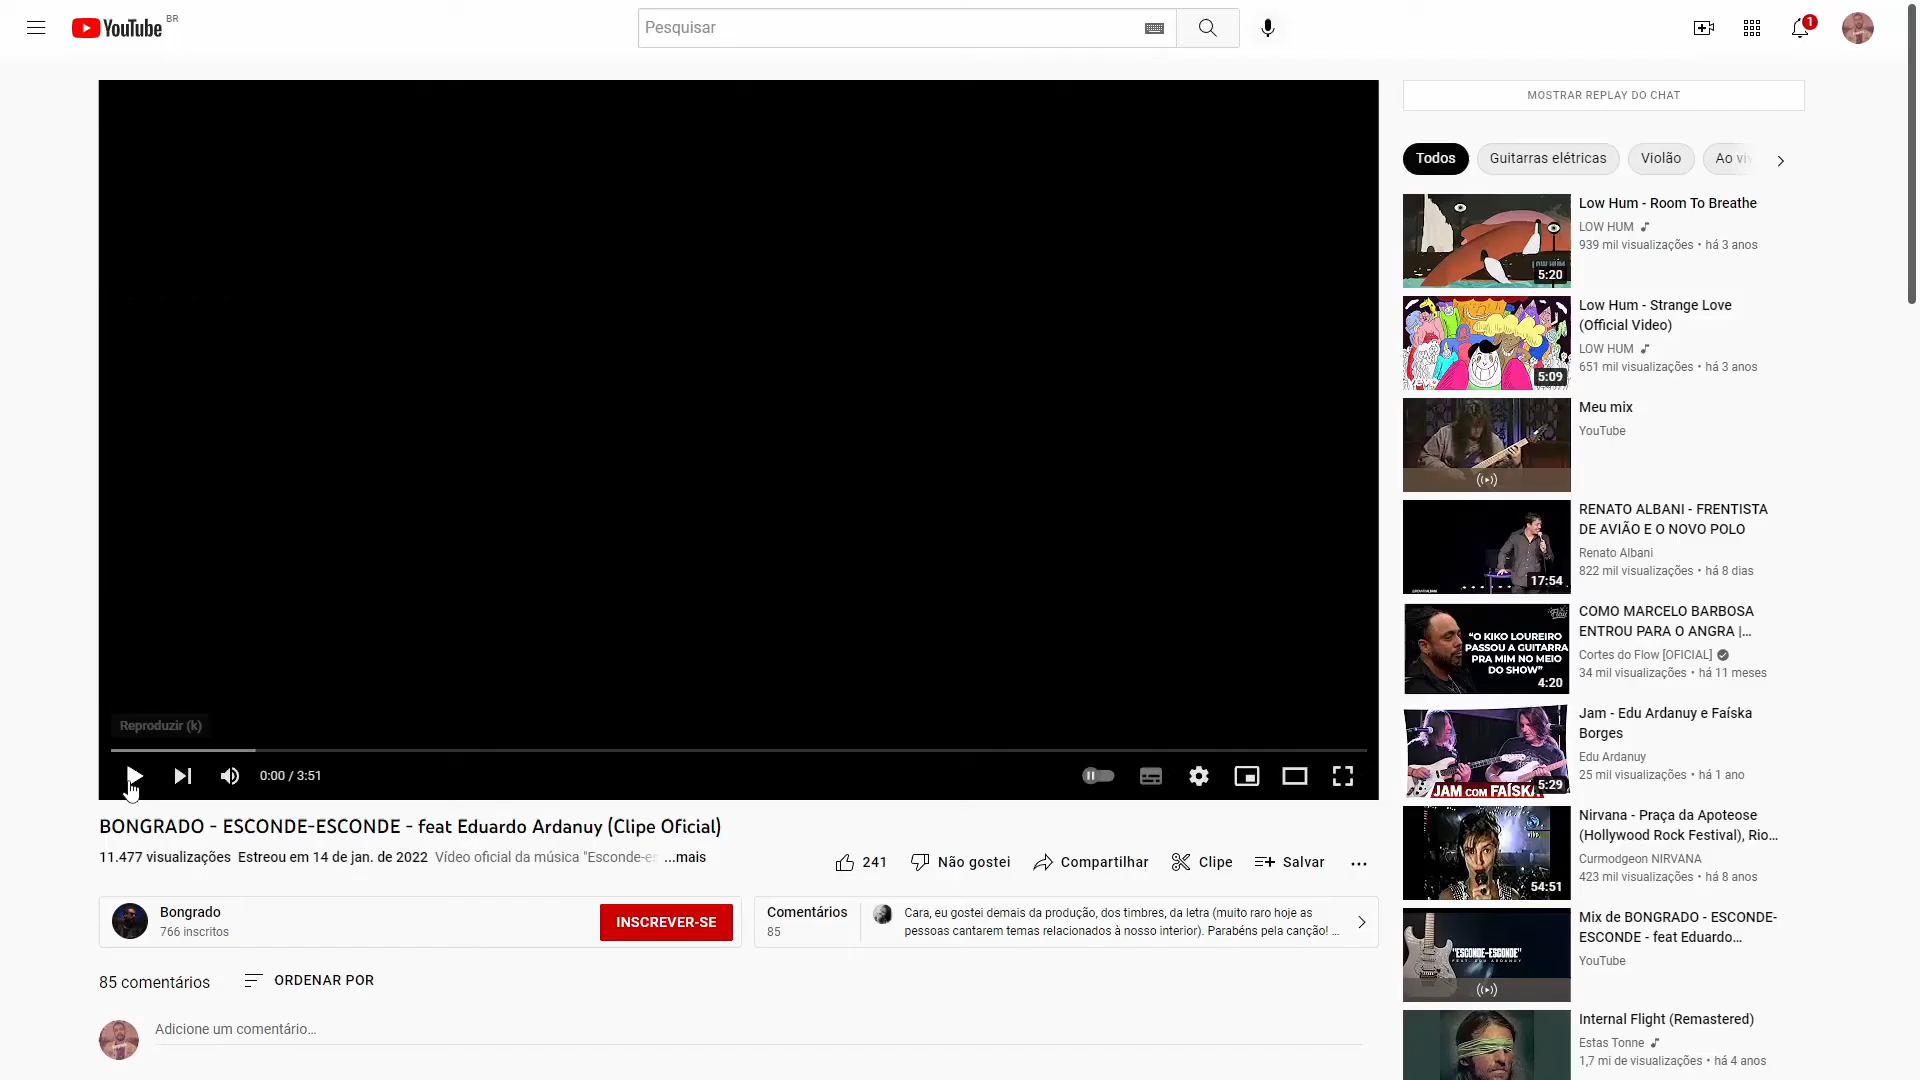 YouTube BR
Pesquisar
1
MOSTRAR REPLAY DO CHAT
Todos
Guitarras elétricas
Violão
Ao viv
Low Hum - Room To Breathe
LOW HUM
939 mil visualizações • há 3 anos
5:20
Low Hum - Strange Love
(Official Video)
LOW HUM
651 mil visualizações • há 3 anos
5:09
Meu mix
YouTube
RENATO ALBANI - FRENTISTA
DE AVIÃO E O NOVO POLO
Renato Albani
822 mil visualizações • há 8 dias
17:54
"O KIKO LOUREIRO
PASSOU A GUITARRA
PRA MIM NO MEIO
DO SHOW"
4:20
COMO MARCELO BARBOSA
ENTROU PARA O ANGRA |...
Cortes do Flow [OFICIAL]
34 mil visualizações • há 11 meses
JAM COM FAÍSKA
5:29
Jam - Edu Ardanuy e Faíska
Borges
Edu Ardanuy
25 mil visualizações • há 1 ano
54:51
Nirvana - Praça da Apoteose
(Hollywood Rock Festival), Rio...
Curmodgeon NIRVANA
423 mil visualizações • há 8 anos
"ESCONDE-ESCONDE"
FEAT. EDU ARDANUY
Mix de BONGRADO - ESCONDE-
ESCONDE - feat Eduardo...
YouTube
Internal Flight (Remastered)
Estas Tonne
1,7 mi de visualizações • há 4 anos
Reproduzir (k)
0:00 / 3:51
BONGRADO - ESCONDE-ESCONDE - feat Eduardo Ardanuy (Clipe Oficial)
11.477 visualizações Estreou em 14 de jan. de 2022 Vídeo oficial da música "Esconde-es ...mais
241
Não gostei
Compartilhar
Clipe
Salvar
Bongrado
766 inscritos
INSCREVER-SE
Comentários
85
Cara, eu gostei demais da produção, dos timbres, da letra (muito raro hoje as
pessoas cantarem temas relacionados à nosso interior). Parabéns pela canção! ...
85 comentários
ORDENAR POR
Adicione um comentário...